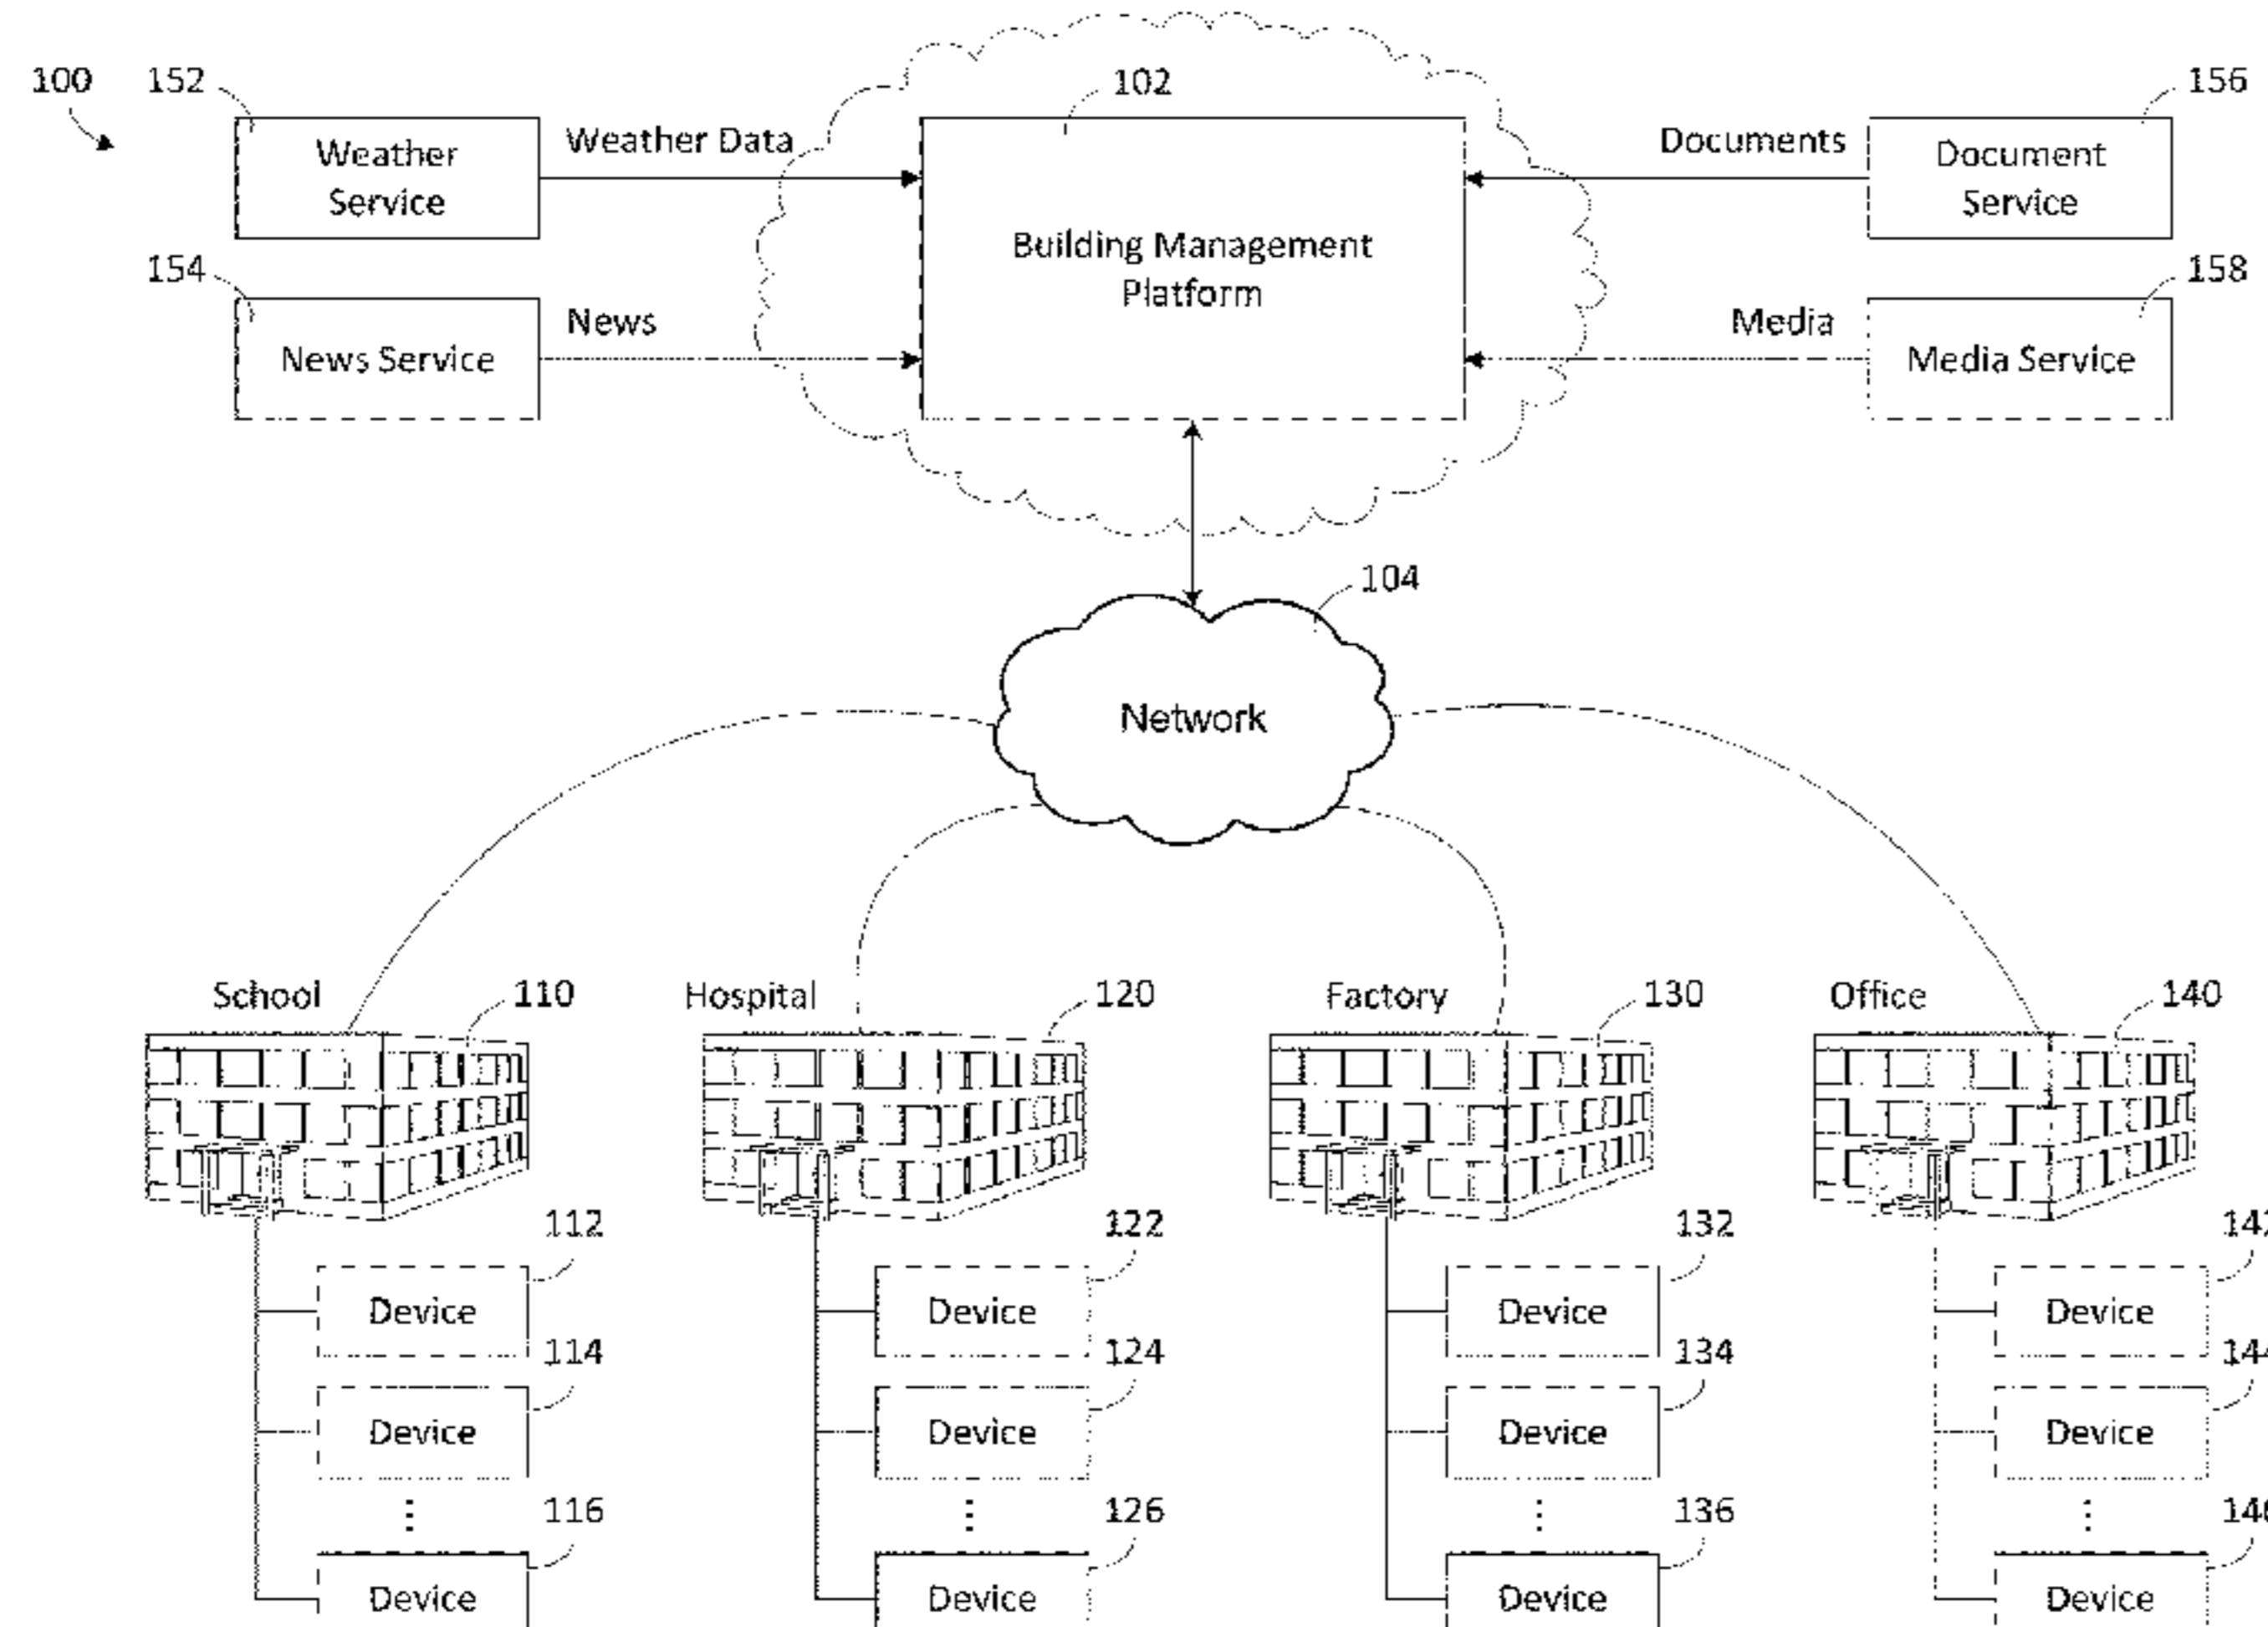 100
152
102
156
Weather Data
Documents
Weather
Service
Document
Service
Building Management
Platform
154
158
News
Media
News Service
Media Service
104
Network
School
110
Hospital
120
Factory
130
Office
140
112
122
132
Device
Device
Device
Device
114
124
134
144
Device
Device
Device
Device
⋮
⋮
⋮
⋮
116
126
136
146
Device
Device
Device
Device